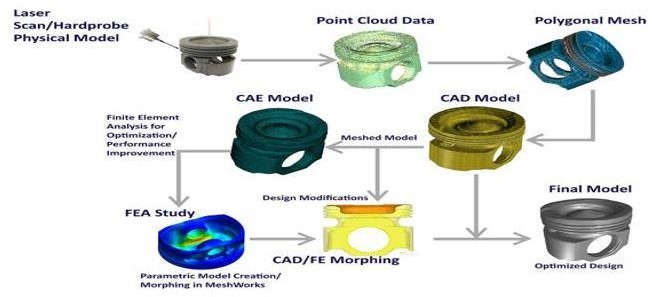 Laser
Scan/Hardprobe
Physical Model
Point Cloud Data
Polygonal Mesh
CAE Model
CAD Model
Finite Element
Analysis for
Optimization/
Performance
Improvement
Meshed Model
Design Modifications
Final Model
FEA Study
CAD/FE Morphing
Optimized Design
Parametric Model Creation/
Morphing in MeshWorks